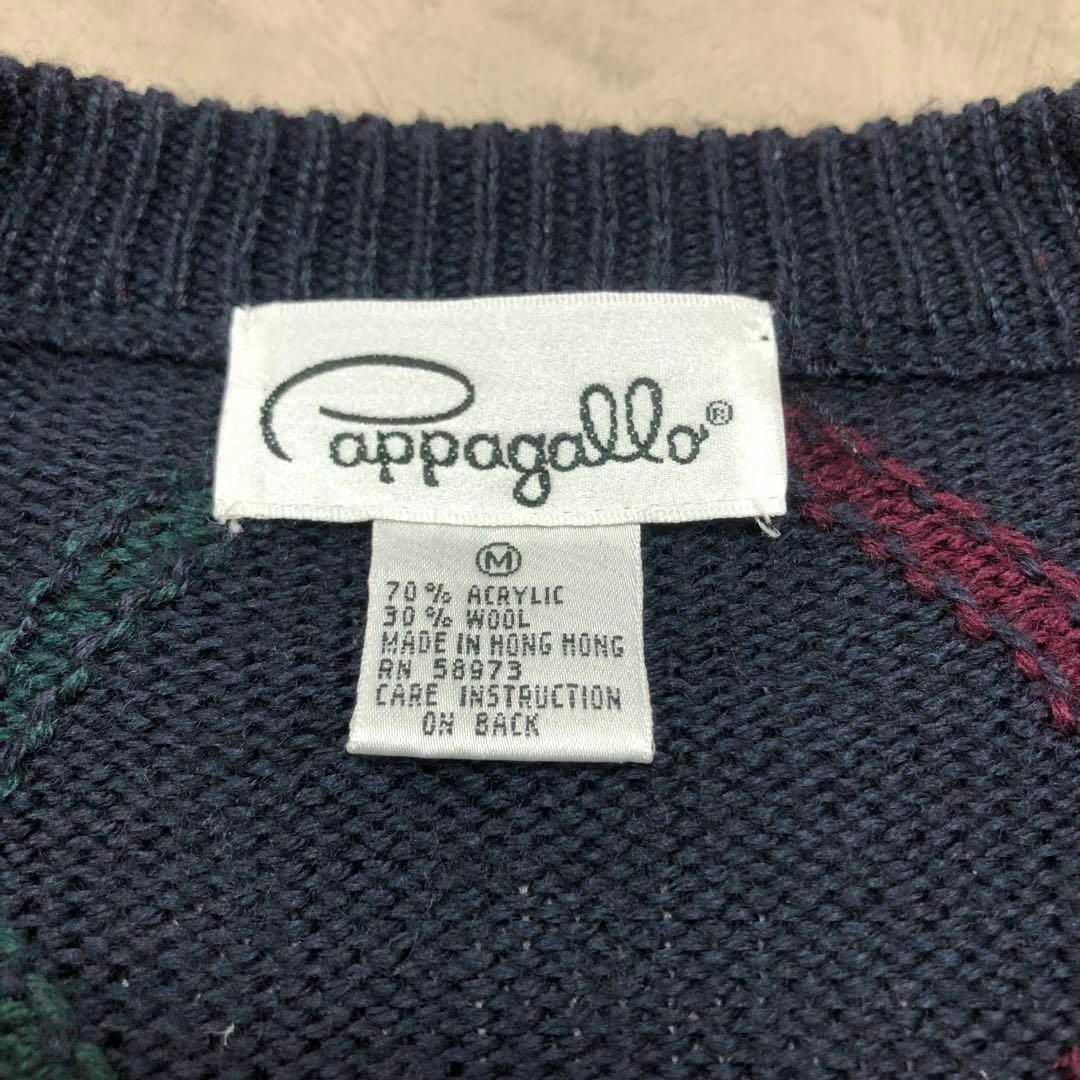 Pappagallo®
M
70% ACRYLIC
30% WOOL
MADE IN HONG HONG
RN 58973
CARE INSTRUCTION
ON BACK